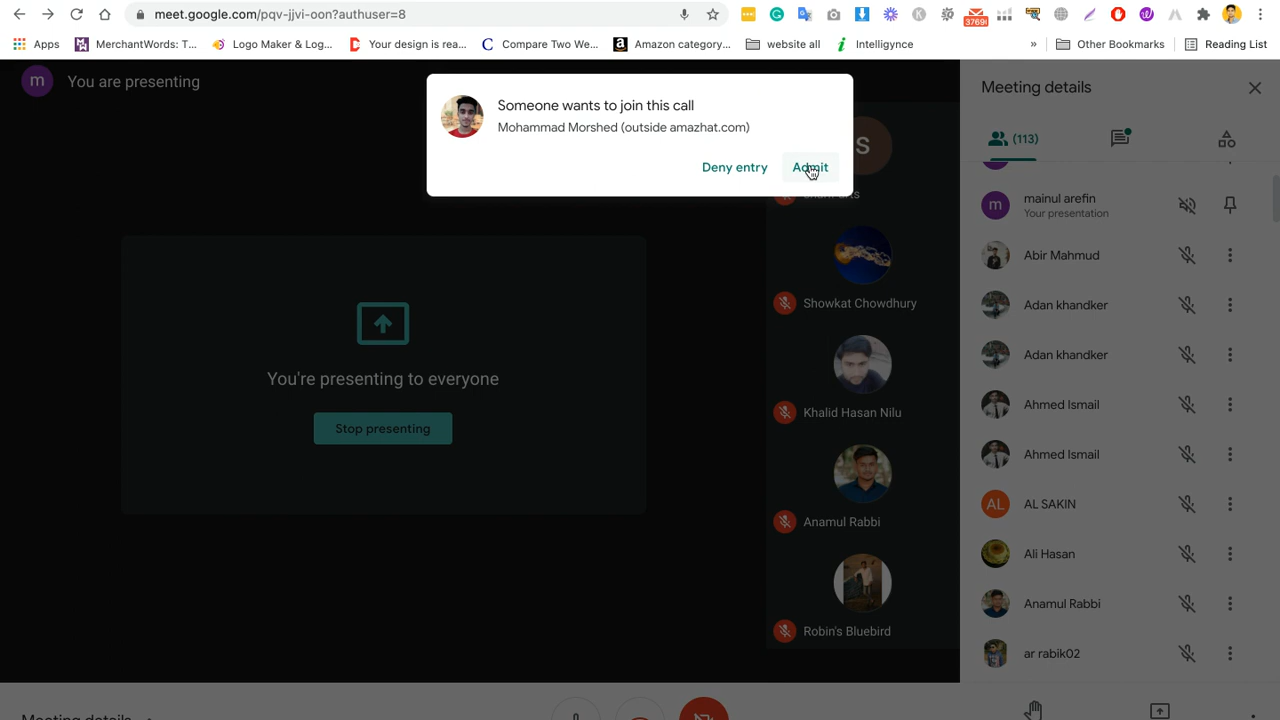 meet.google.com/pqv-jjvi-oon?authuser=8
Apps
MerchantWords: T...
Logo Maker & Log...
Your design is rea...
Compare Two We...
Amazon category...
website all
Intelligynce
»
Other Bookmarks
Reading List
m
You are presenting
Someone wants to join this call
Mohammad Morshed (outside amazhat.com)
Deny entry
Admit
You're presenting to everyone
Stop presenting
S
Showkat Chowdhury
Khalid Hasan Nilu
Anamul Rabbi
Robin's Bluebird
Meeting details
(113)
m
mainul arefin
Your presentation
Abir Mahmud
Adan khandker
Adan khandker
Ahmed Ismail
Ahmed Ismail
AL
AL SAKIN
Ali Hasan
Anamul Rabbi
ar rabik02
Meeting details